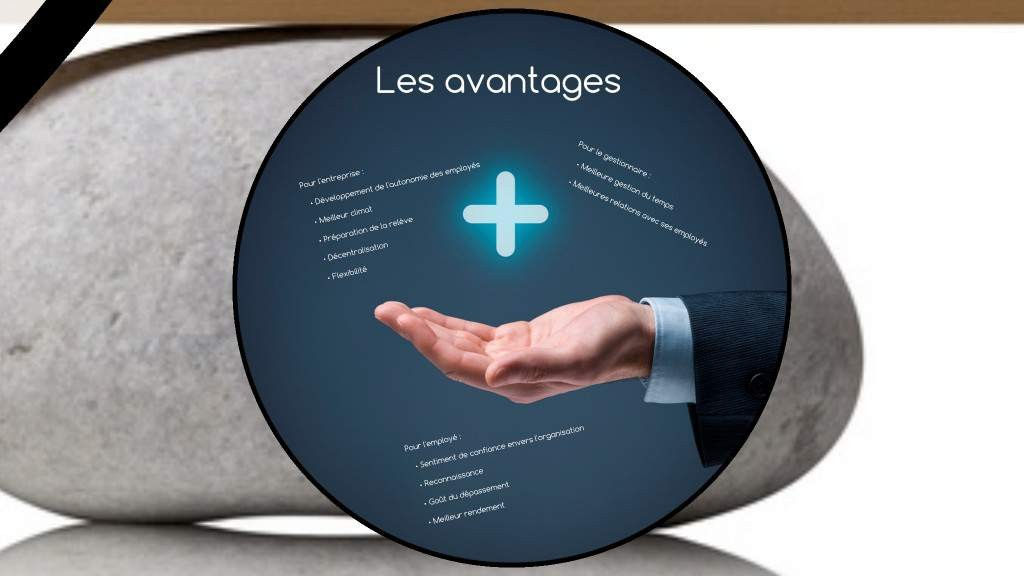 Les avantages
Pour l'entreprise :
• Développement de l'autonomie des employés
• Meilleur climat
• Préparation de la relève
• Décentralisation
• Flexibilité
Pour le gestionnaire :
• Meilleure gestion du temps
• Meilleures relations avec ses employés
Pour l'employé :
• Sentiment de confiance envers l'organisation
• Reconnaissance
• Goût du dépassement
• Meilleur rendement